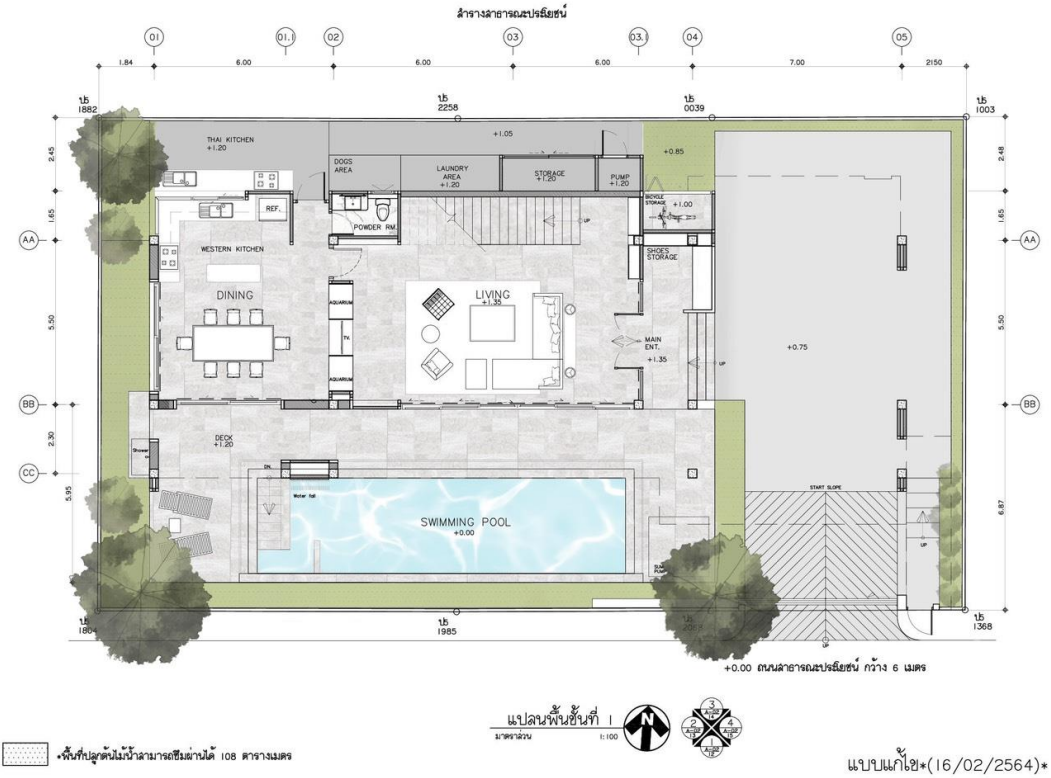 สำรางสาธารณะประโยชน์
01 01.1 02 03 03.1 04 05
1.84 6.00 6.00 6.00 7.00 2150
ปร 1882
ปร 2258
ปร 0039
ปร 1003
THAI KITCHEN
+1.20
+1.05
DOGS
AREA
LAUNDRY
AREA
+1.20
STORAGE
+1.20
PUMP
+1.20
+0.85
2.45
2.48
BICYCLE
STORAGE
+1.00
REF.
POWDER RM.
UP
1.65
1.65
AA
AA
WESTERN KITCHEN
SHOES
STORAGE
DINING
AQUARIUM
TV.
AQUARIUM
LIVING
+1.35
MAIN
ENT.
+1.35
UP
+0.75
5.50
5.50
BB
BB
DECK
+1.20
Shower
2.30
CC
DN.
Water fall
START SLOPE
5.95
SWIMMING POOL
+0.00
6.87
UP
ปร 1804
ปร 1985
ปร 1368
+0.00 ถนนสาธารณะประโยชน์ กว้าง 6 เมตร
แปลนพื้นชั้นที่ 1
มาตราส่วน 1:100
N
3
A-02
14
2
A-02
13
4
A-02
15
1
A-02
12
*พื้นที่ปลูกต้นไม้น้ำสามารถซึมผ่านได้ 108 ตารางเมตร
แบบแก้ไข*(16/02/2564)*